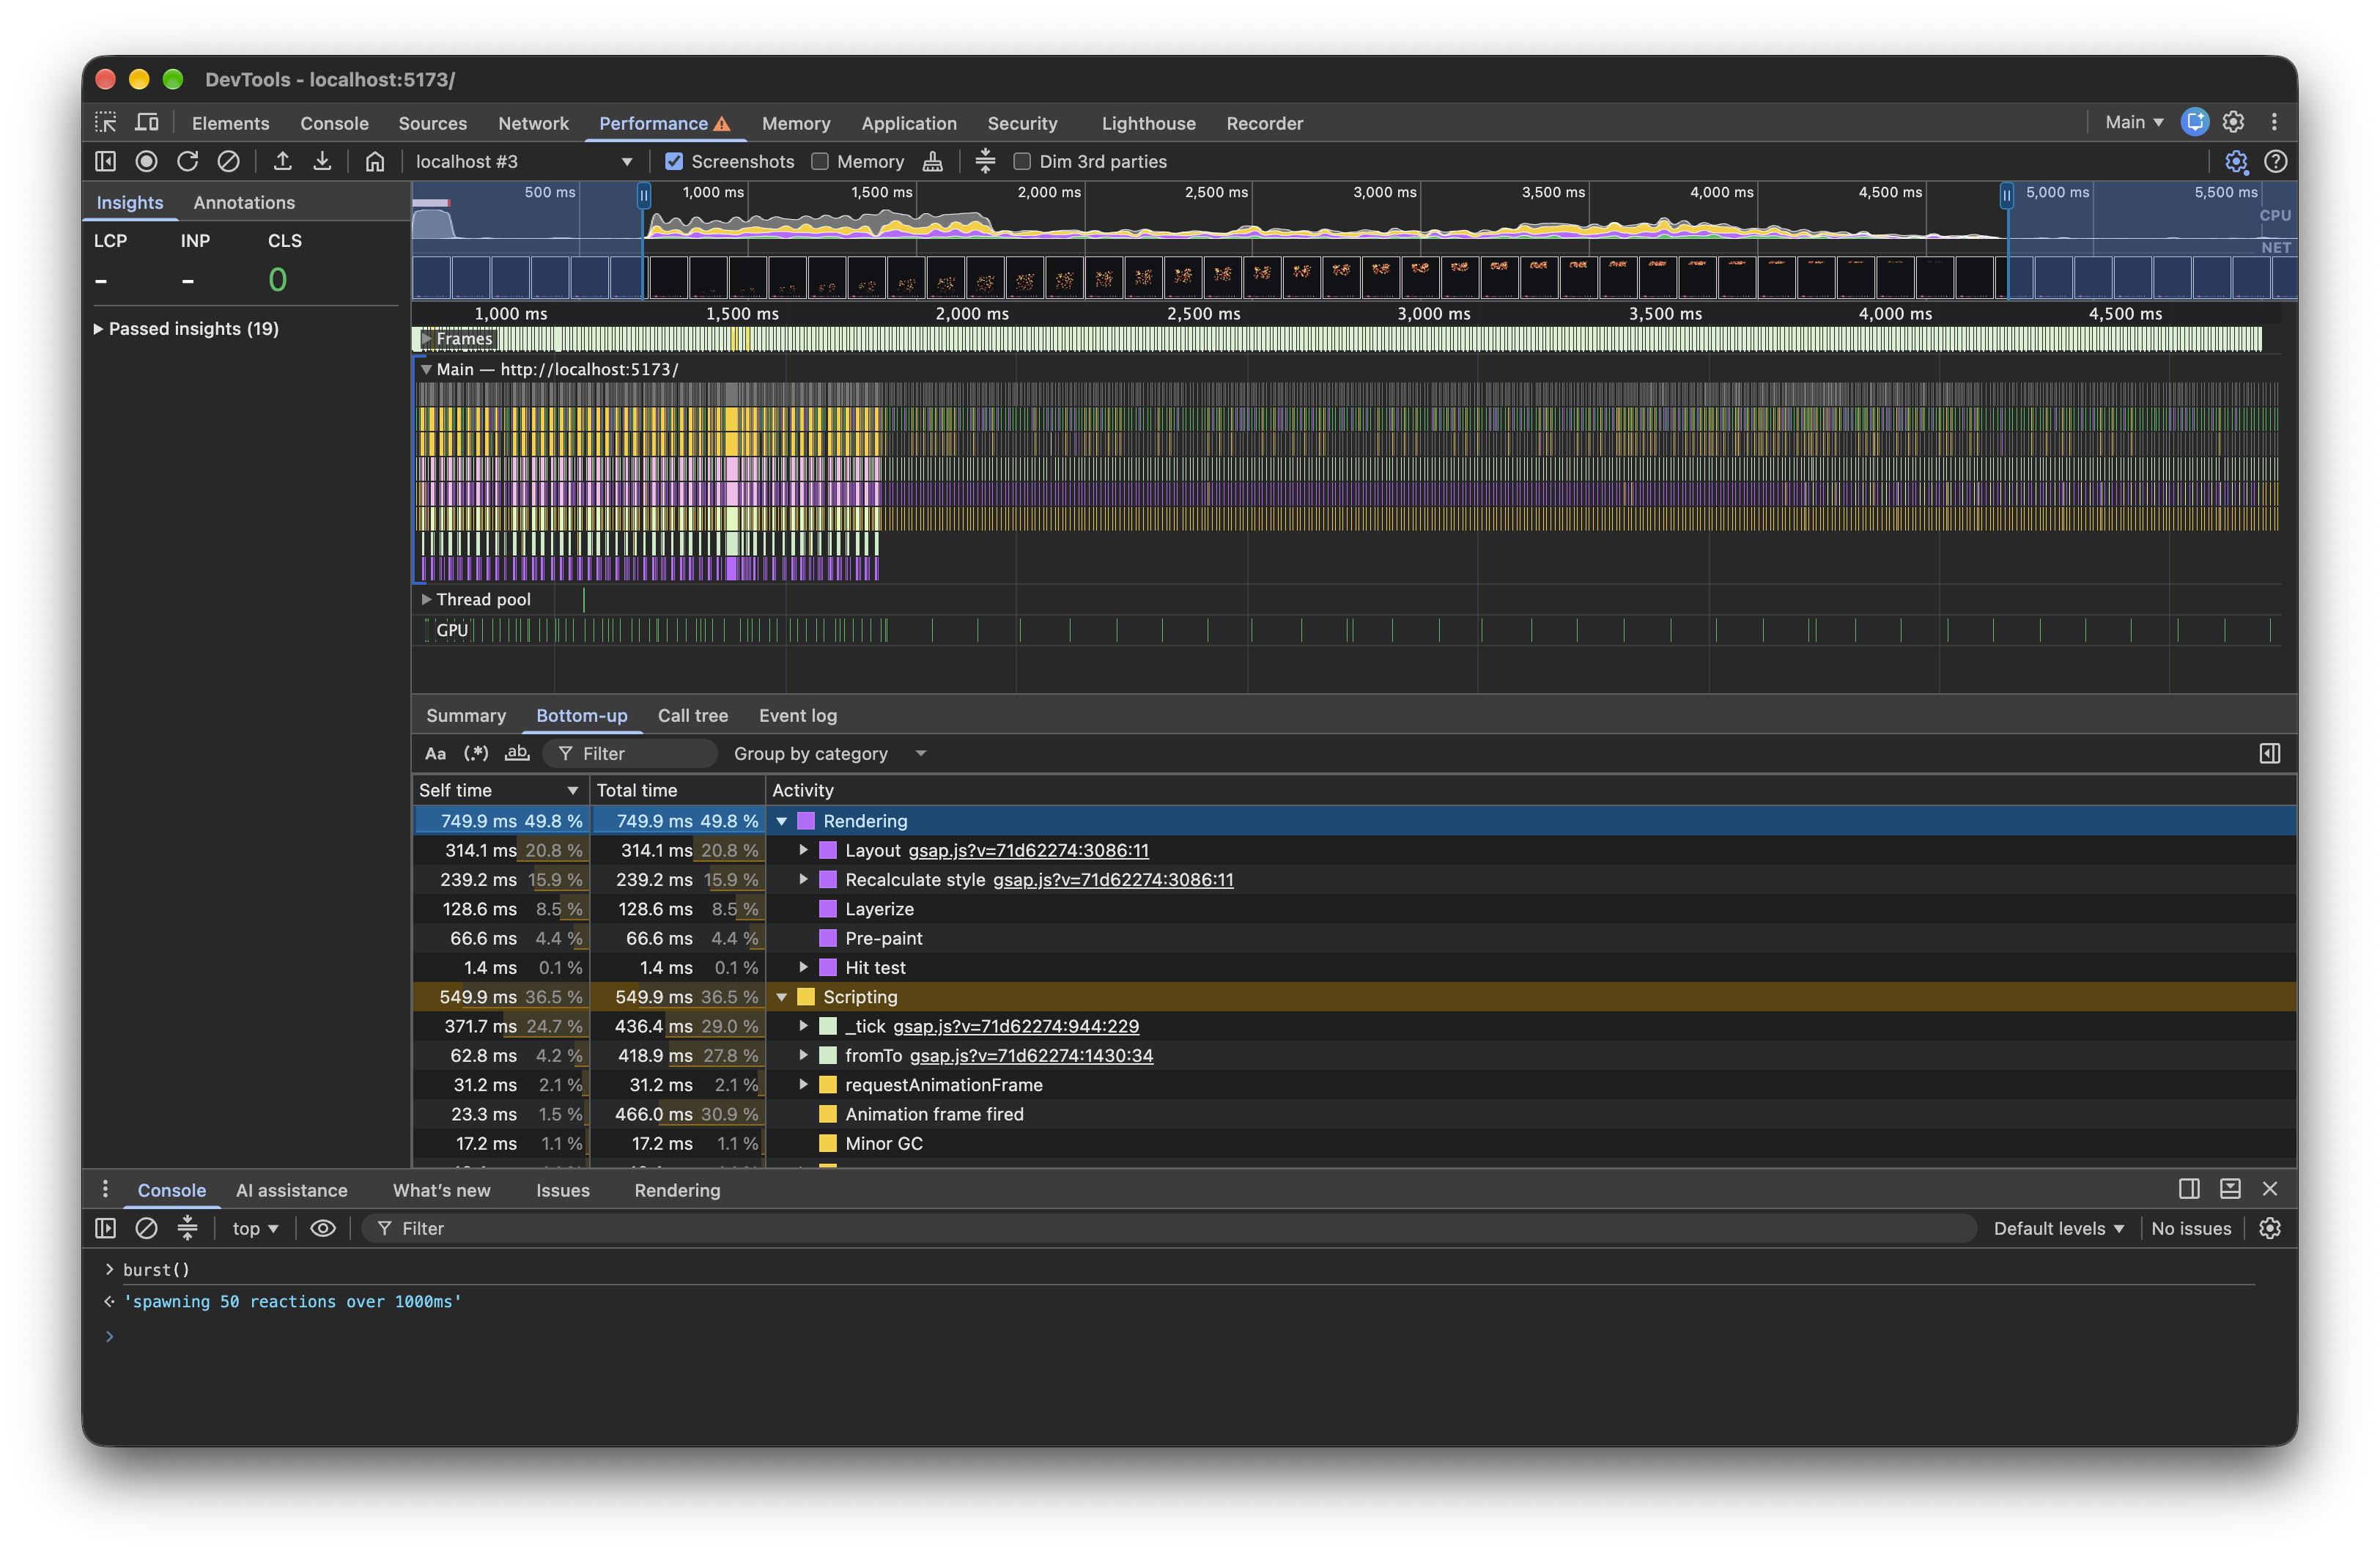 DevTools - localhost:5173/
Elements Console Sources Network Performance Memory Application Security Lighthouse Recorder Main
localhost #3 Screenshots Memory Dim 3rd parties
Insights Annotations
LCP INP CLS
- - 0
Passed insights (19)
500 ms 1,000 ms 1,500 ms 2,000 ms 2,500 ms 3,000 ms 3,500 ms 4,000 ms 4,500 ms 5,000 ms 5,500 ms
CPU
NET
1,000 ms 1,500 ms 2,000 ms 2,500 ms 3,000 ms 3,500 ms 4,000 ms 4,500 ms
Frames
Main — http://localhost:5173/
Thread pool
GPU
Summary Bottom-up Call tree Event log
Aa (.*) ab Filter Group by category
Self time Total time Activity
749.9 ms 49.8 % 749.9 ms 49.8 % Rendering
314.1 ms 20.8 % 314.1 ms 20.8 % Layout gsap.js?v=71d62274:3086:11
239.2 ms 15.9 % 239.2 ms 15.9 % Recalculate style gsap.js?v=71d62274:3086:11
128.6 ms 8.5 % 128.6 ms 8.5 % Layerize
66.6 ms 4.4 % 66.6 ms 4.4 % Pre-paint
1.4 ms 0.1 % 1.4 ms 0.1 % Hit test
549.9 ms 36.5 % 549.9 ms 36.5 % Scripting
371.7 ms 24.7 % 436.4 ms 29.0 % _tick gsap.js?v=71d62274:944:229
62.8 ms 4.2 % 418.9 ms 27.8 % fromTo gsap.js?v=71d62274:1430:34
31.2 ms 2.1 % 31.2 ms 2.1 % requestAnimationFrame
23.3 ms 1.5 % 466.0 ms 30.9 % Animation frame fired
17.2 ms 1.1 % 17.2 ms 1.1 % Minor GC
Console AI assistance What's new Issues Rendering
top Filter Default levels No issues
> burst()
'spawning 50 reactions over 1000ms'
>